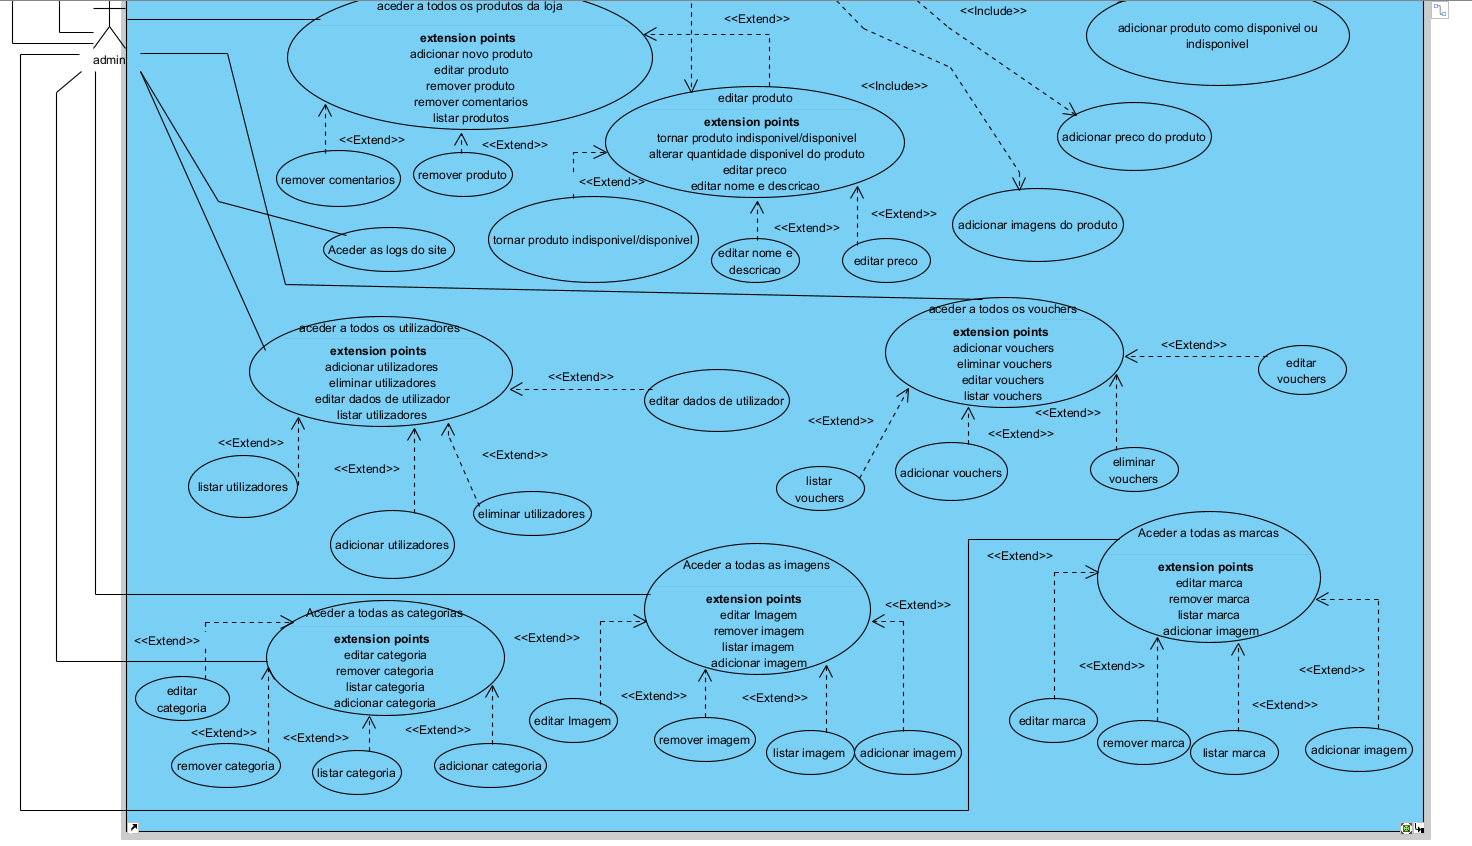 aceder a todos os produtos da loja
extension points
adicionar novo produto
editar produto
remover produto
remover comentarios
listar produtos
<<Extend>>
<<Include>>
adicionar produto como disponivel ou
indisponivel
admin
<<Include>>
editar produto
extension points
tornar produto indisponivel/disponivel
alterar quantidade disponivel do produto
editar preco
editar nome e descricao
adicionar preco do produto
<<Extend>>
<<Extend>>
remover comentarios
remover produto
<<Extend>>
<<Extend>>
<<Extend>>
tornar produto indisponivel/disponivel
editar nome e
descricao
editar preco
adicionar imagens do produto
Aceder as logs do site
aceder a todos os utilizadores
extension points
adicionar utilizadores
eliminar utilizadores
editar dados de utilizador
listar utilizadores
<<Extend>>
editar dados de utilizador
aceder a todos os vouchers
extension points
adicionar vouchers
eliminar vouchers
editar vouchers
listar vouchers
<<Extend>>
editar
vouchers
<<Extend>>
<<Extend>>
<<Extend>>
<<Extend>>
<<Extend>>
<<Extend>>
listar utilizadores
adicionar utilizadores
eliminar utilizadores
listar
vouchers
adicionar vouchers
eliminar
vouchers
Aceder a todas as categorias
extension points
editar categoria
remover categoria
listar categoria
adicionar categoria
<<Extend>>
editar
categoria
<<Extend>>
<<Extend>>
<<Extend>>
remover categoria
listar categoria
adicionar categoria
Aceder a todas as imagens
extension points
editar Imagem
remover imagem
listar imagem
adicionar imagem
<<Extend>>
<<Extend>>
<<Extend>>
<<Extend>>
editar Imagem
remover imagem
listar imagem
adicionar imagem
Aceder a todas as marcas
extension points
editar marca
remover marca
listar marca
adicionar imagem
<<Extend>>
<<Extend>>
<<Extend>>
<<Extend>>
editar marca
remover marca
listar marca
adicionar imagem